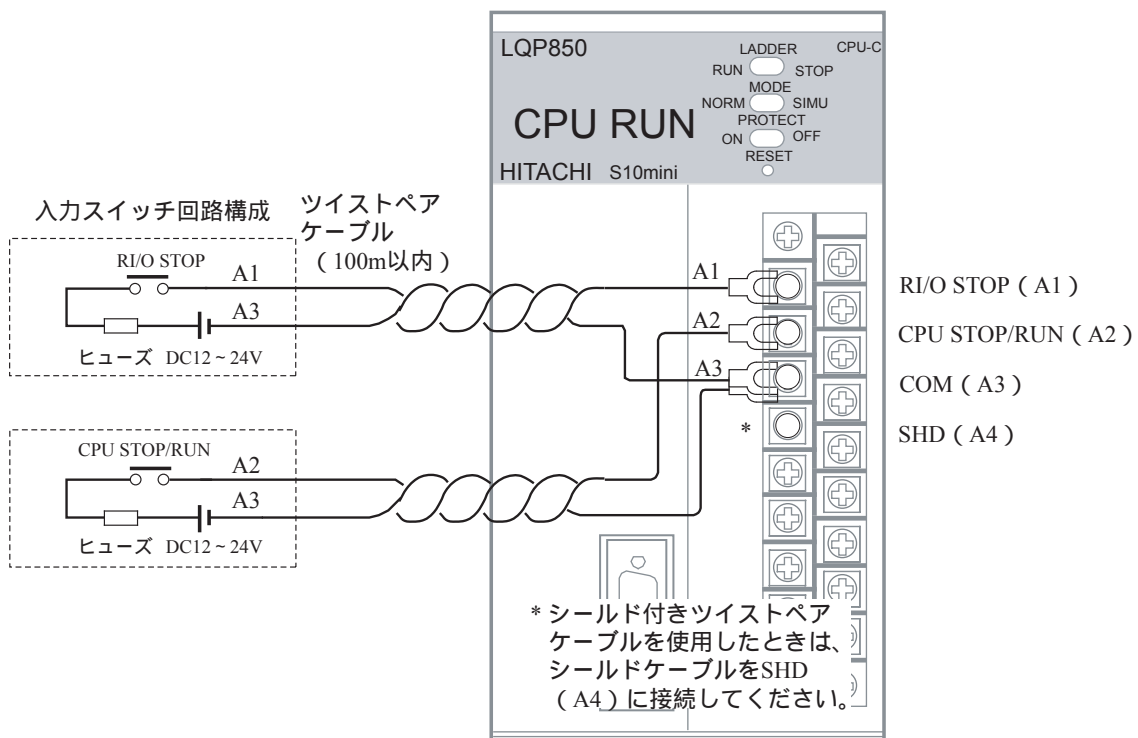 LQP850
LADDER
CPU-C
RUN
STOP
MODE
NORM
SIMU
PROTECT
CPU RUN
ON
OFF
RESET
HITACHI S10mini
入力スイッチ回路構成
ツイストペア
ケーブル
（100m以内）
RI/O STOP
A1
A3
ヒューズ DC12～24V
CPU STOP/RUN
A2
A3
ヒューズ DC12～24V
A1
A2
A3
*
RI/O STOP（A1）
CPU STOP/RUN（A2）
COM（A3）
SHD（A4）
* シールド付きツイストペア
ケーブルを使用したときは、
シールドケーブルをSHD
（A4）に接続してください。